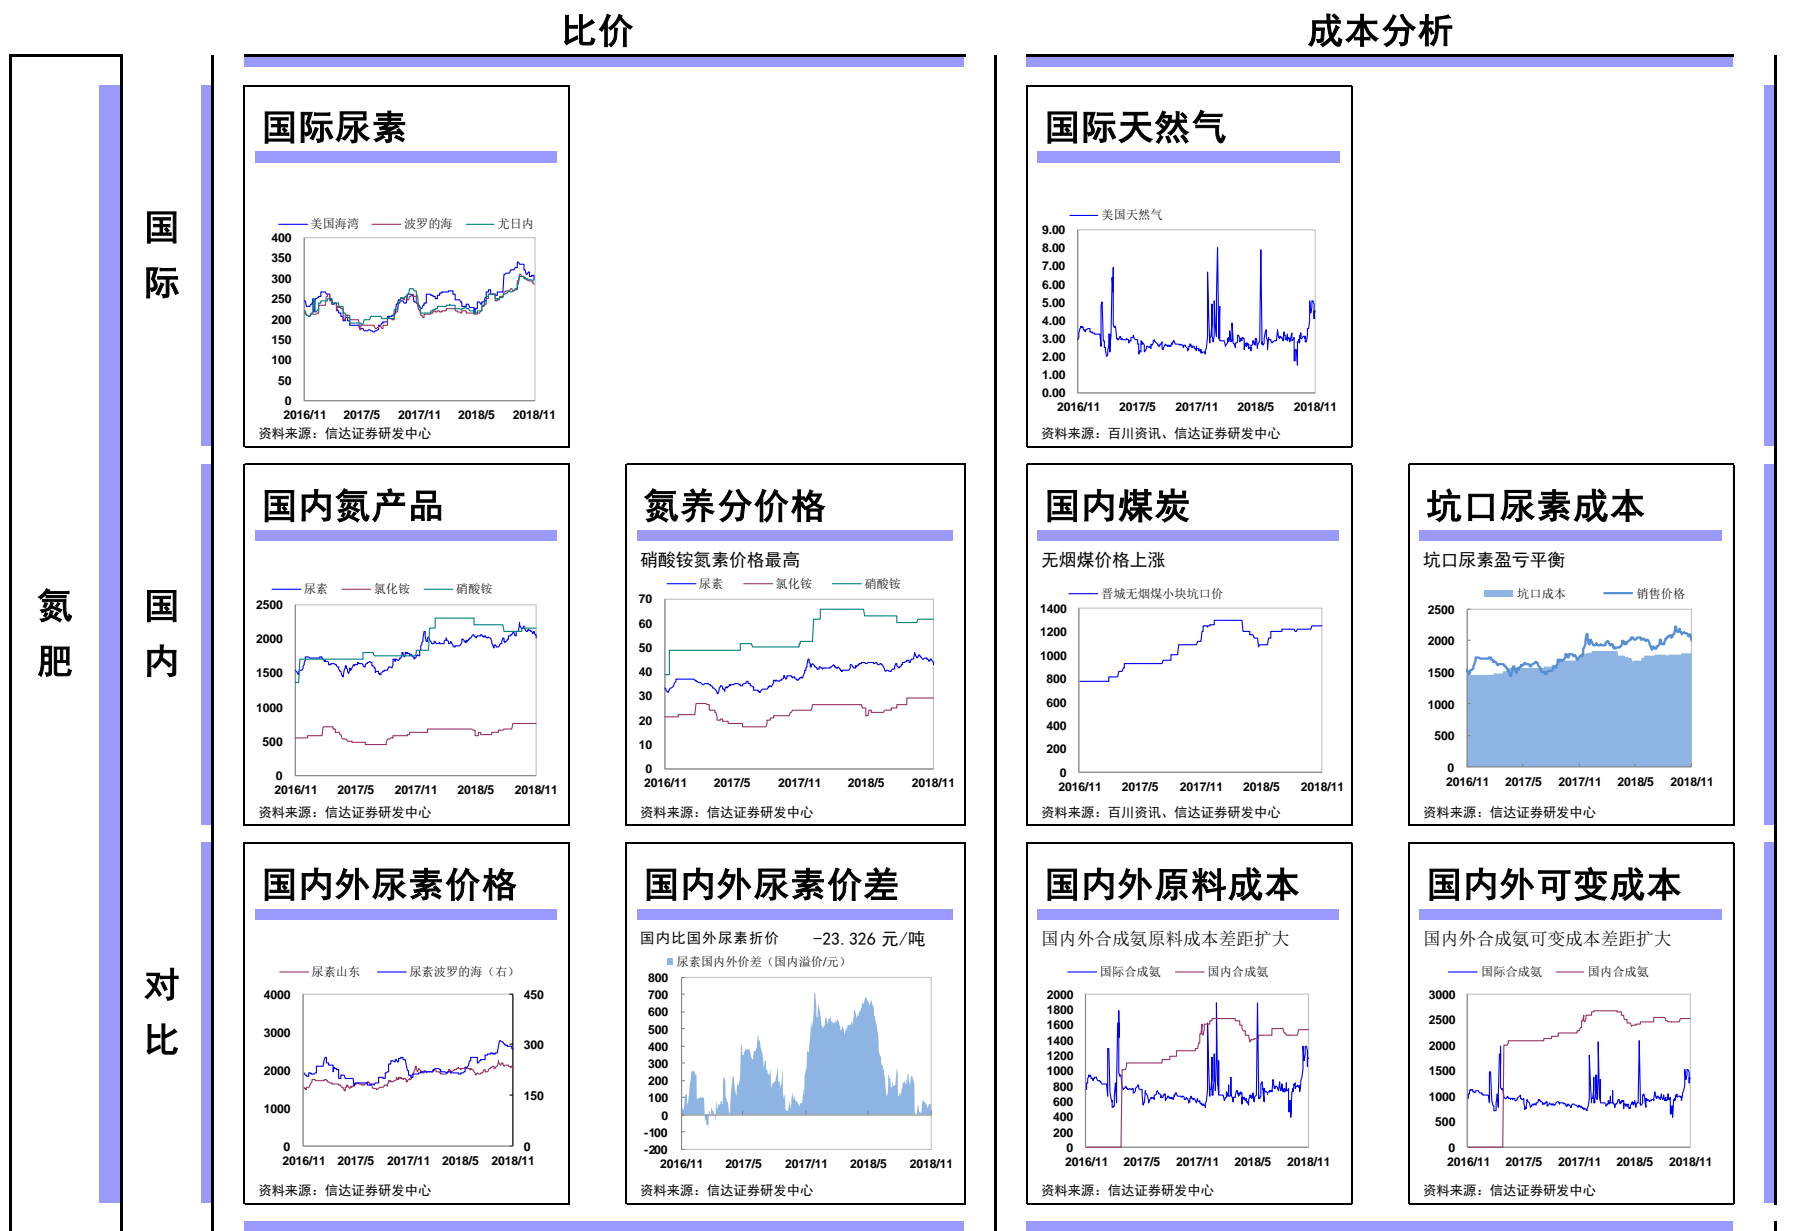 比价
成本分析
氮肥
国际
国际尿素
美国海湾 波罗的海 尤日内
400
350
300
250
200
150
100
50
0
2016/11 2017/5 2017/11 2018/5 2018/11
资料来源：信达证券研发中心
国际天然气
美国天然气
9.00
8.00
7.00
6.00
5.00
4.00
3.00
2.00
1.00
0.00
2016/11 2017/5 2017/11 2018/5 2018/11
资料来源：百川资讯、信达证券研发中心
国内
国内氮产品
尿素 氯化铵 硝酸铵
2500
2000
1500
1000
500
0
2016/11 2017/5 2017/11 2018/5 2018/11
资料来源：信达证券研发中心
氮养分价格
硝酸铵氮素价格最高
尿素 氯化铵 硝酸铵
70
60
50
40
30
20
10
0
2016/11 2017/5 2017/11 2018/5 2018/11
资料来源：信达证券研发中心
国内煤炭
无烟煤价格上涨
晋城无烟煤小块坑口价
1400
1200
1000
800
600
400
200
0
2016/11 2017/5 2017/11 2018/5 2018/11
资料来源：百川资讯、信达证券研发中心
坑口尿素成本
坑口尿素盈亏平衡
坑口成本 销售价格
2500
2000
1500
1000
500
0
2016/11 2017/5 2017/11 2018/5 2018/11
资料来源：信达证券研发中心
对比
国内外尿素价格
尿素山东 尿素波罗的海（右）
4000 450
3000 300
2000
1000 150
0 0
2016/11 2017/5 2017/11 2018/5 2018/11
资料来源：信达证券研发中心
国内外尿素价差
国内比国外尿素折价 -23.326 元/吨
尿素国内外价差（国内溢价/元）
800
700
600
500
400
300
200
100
0
-100
-200
2016/11 2017/5 2017/11 2018/5 2018/11
资料来源：信达证券研发中心
国内外原料成本
国内外合成氨原料成本差距扩大
国际合成氨 国内合成氨
2000
1800
1600
1400
1200
1000
800
600
400
200
0
2016/11 2017/5 2017/11 2018/5 2018/11
资料来源：信达证券研发中心
国内外可变成本
国内外合成氨可变成本差距扩大
国际合成氨 国内合成氨
3000
2500
2000
1500
1000
500
0
2016/11 2017/5 2017/11 2018/5 2018/11
资料来源：信达证券研发中心